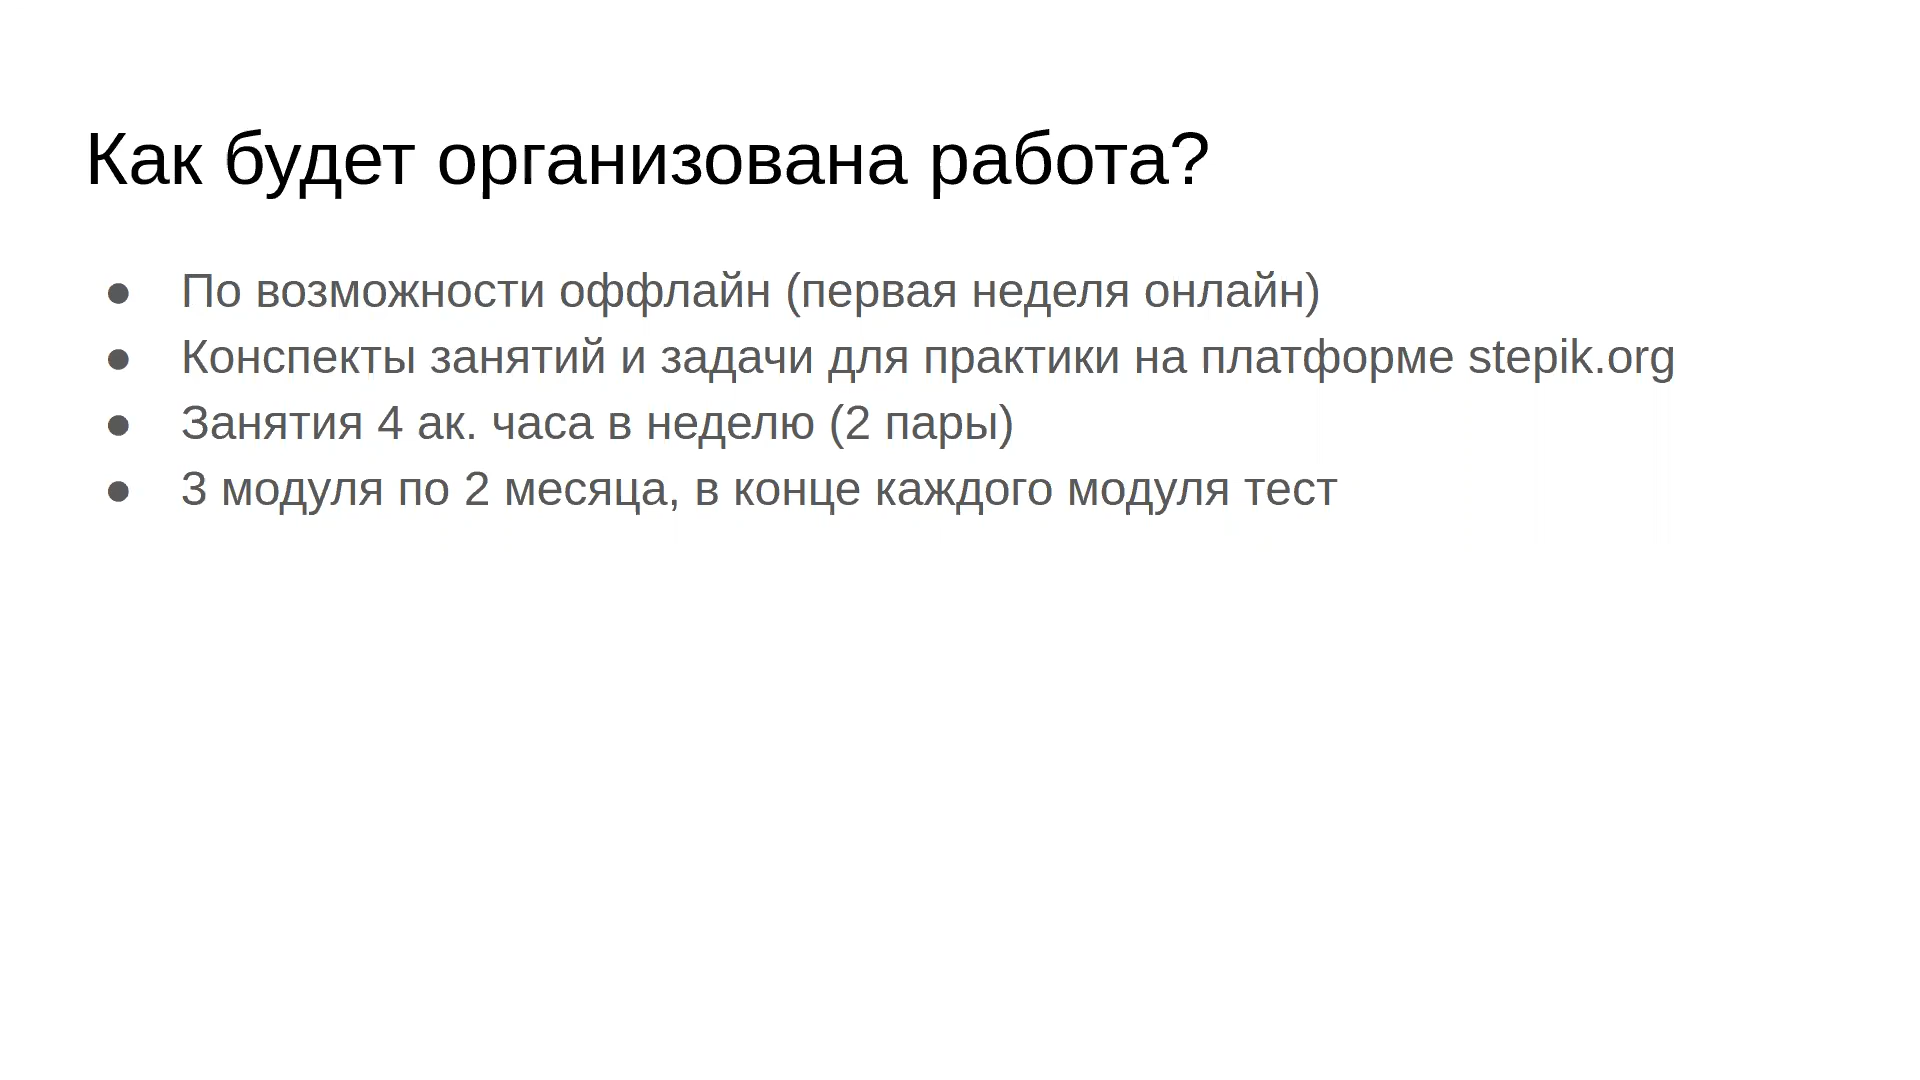 Как будет организована работа?
● По возможности оффлайн (первая неделя онлайн)
● Конспекты занятий и задачи для практики на платформе stepik.org
● Занятия 4 ак. часа в неделю (2 пары)
● 3 модуля по 2 месяца, в конце каждого модуля тест